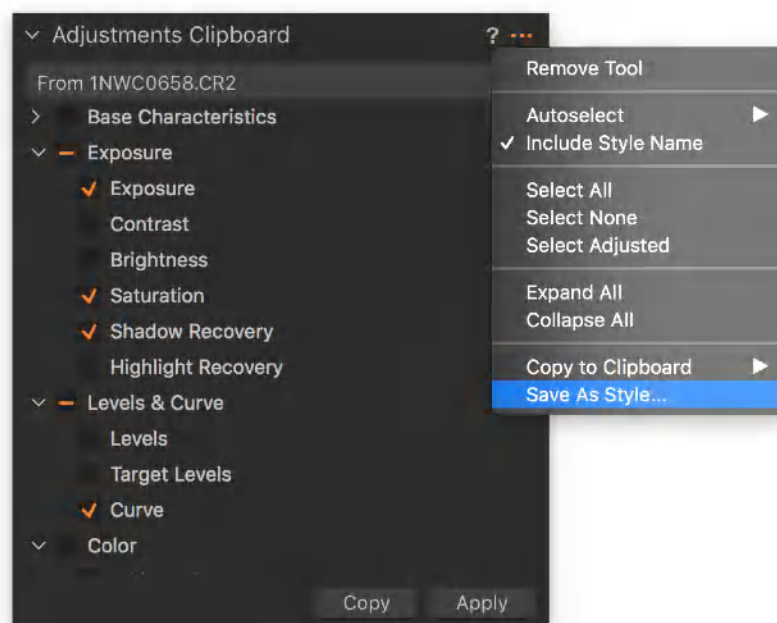 Adjustments Clipboard
? ...
From 1NWC0658.CR2
Base Characteristics
Exposure
Exposure
Contrast
Brightness
Saturation
Shadow Recovery
Highlight Recovery
Levels & Curve
Levels
Target Levels
Curve
Color
Copy
Apply
Remove Tool
Autoselect
Include Style Name
Select All
Select None
Select Adjusted
Expand All
Collapse All
Copy to Clipboard
Save As Style...